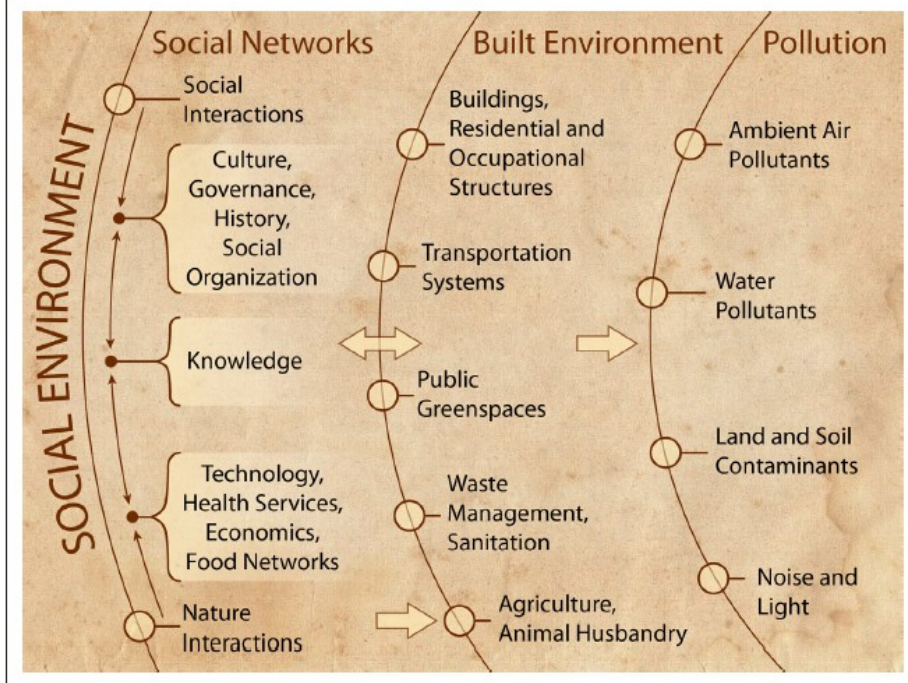 Social Networks
Built Environment
Pollution
SOCIAL ENVIRONMENT
Social
Interactions
Culture,
Governance,
History,
Social
Organization
Knowledge
Technology,
Health Services,
Economics,
Food Networks
Nature
Interactions
Buildings,
Residential and
Occupational
Structures
Transportation
Systems
Public
Greenspaces
Waste
Management,
Sanitation
Agriculture,
Animal Husbandry
Ambient Air
Pollutants
Water
Pollutants
Land and Soil
Contaminants
Noise and
Light